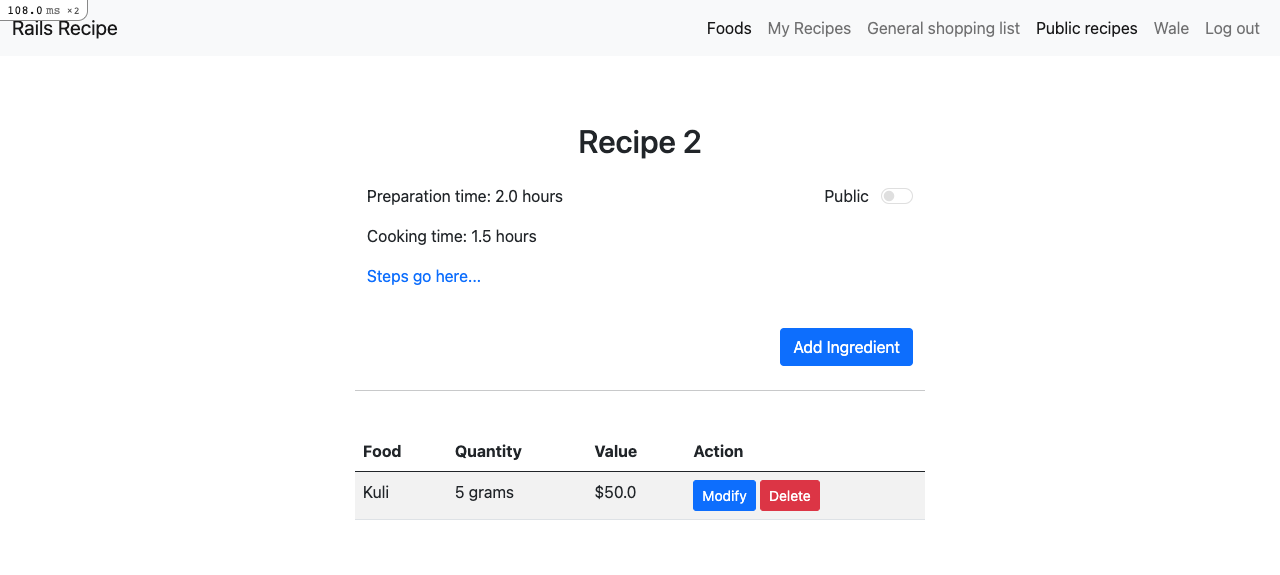 108.0 ms ×2
Rails Recipe Foods My Recipes General shopping list Public recipes Wale Log out
Recipe 2
Preparation time: 2.0 hours Public
Cooking time: 1.5 hours
Steps go here...
Add Ingredient
Food Quantity Value Action
Kuli 5 grams $50.0 Modify Delete